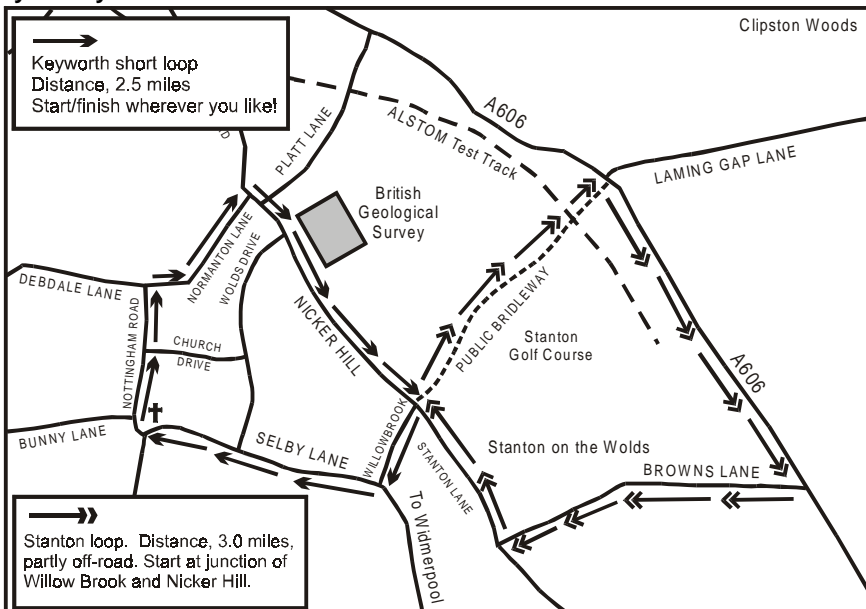 Keyworth short loop
Distance, 2.5 miles
Start/finish wherever you like!
Clipston Woods
A606
PLATT LANE
ALSTOM Test Track
LAMING GAP LANE
British
Geological
Survey
NORMANTON LANE
WOLDS DRIVE
DEBDALE LANE
NOTTINGHAM ROAD
CHURCH
DRIVE
NICKER HILL
PUBLIC BRIDLEWAY
Stanton
Golf Course
A606
BUNNY LANE
SELBY LANE
WILLOWBROOK
STANTON LANE
Stanton on the Wolds
BROWNS LANE
To Widmerpool
Stanton loop. Distance, 3.0 miles,
partly off-road. Start at junction of
Willow Brook and Nicker Hill.